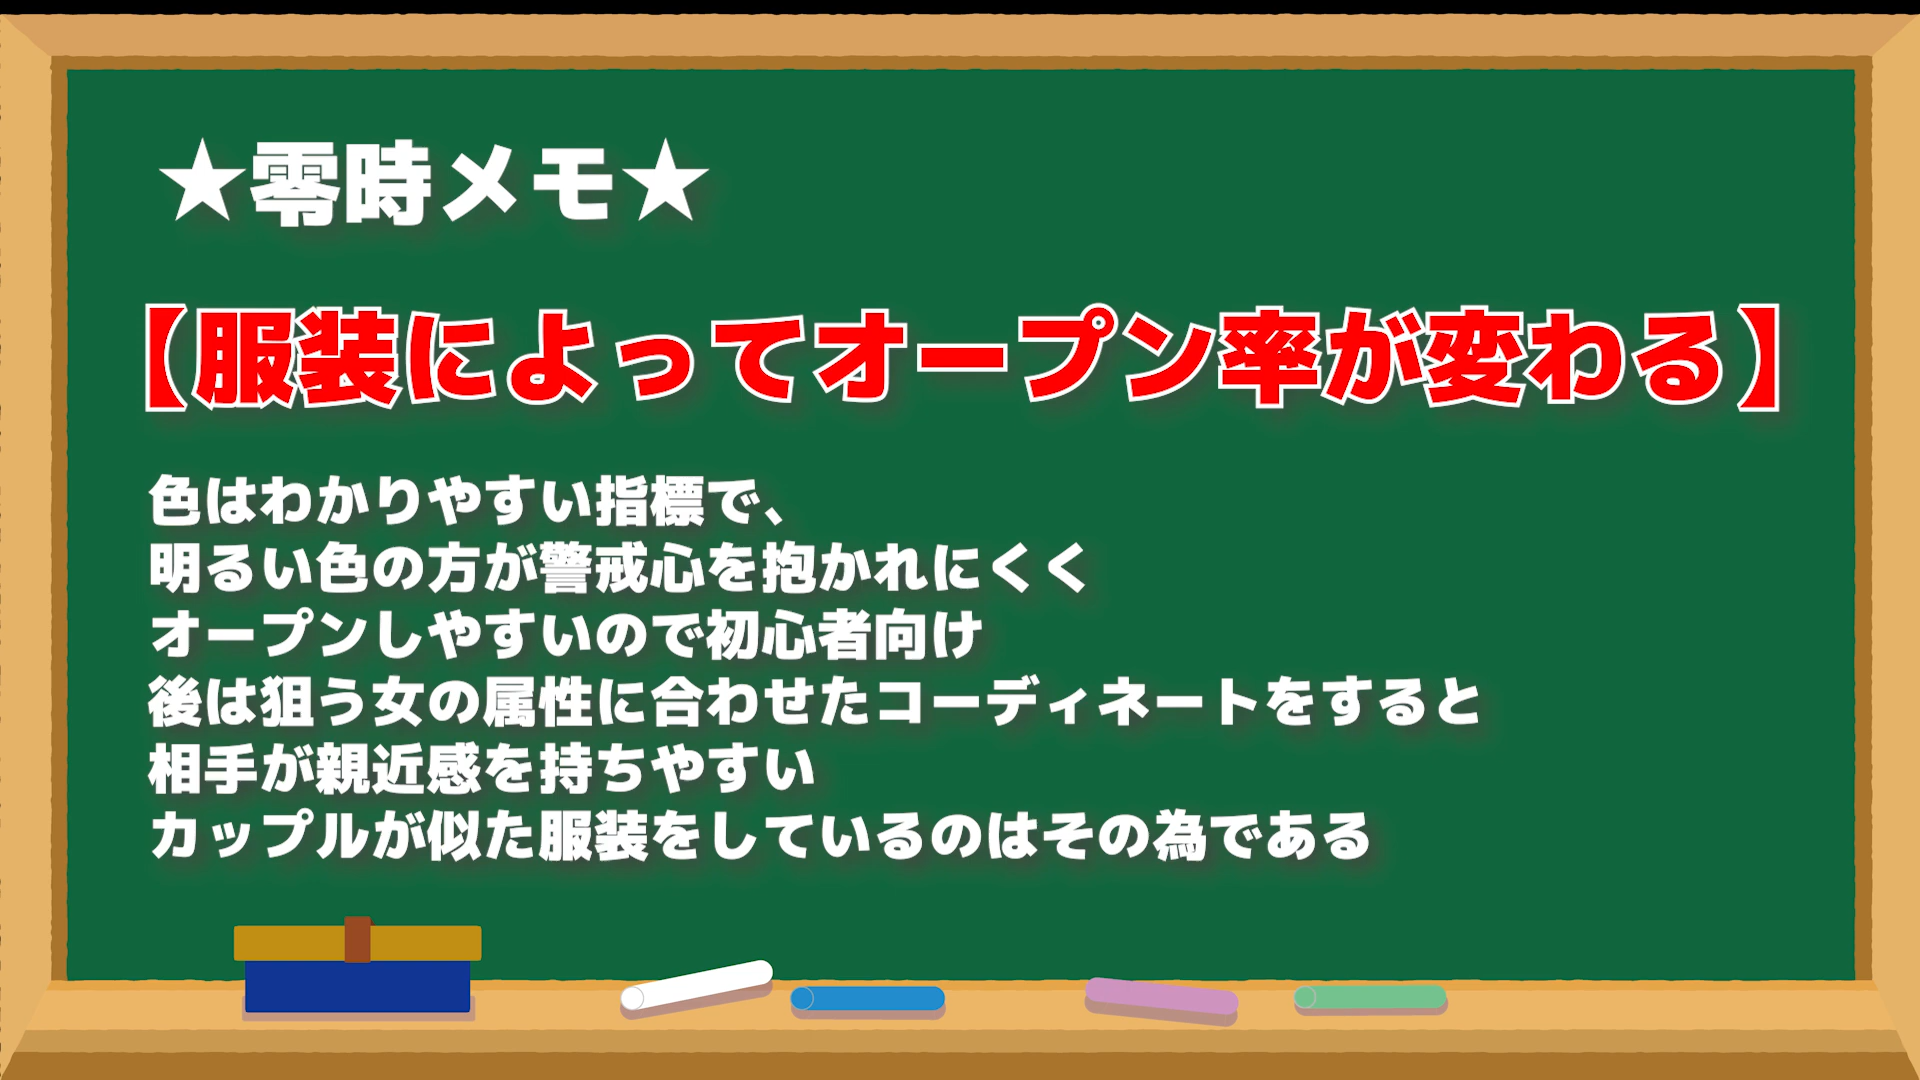 ★零時メモ★
【服装によってオープン率が変わる】
色はわかりやすい指標で、
明るい色の方が警戒心を抱かれにくく
オープンしやすいので初心者向け
後は狙う女の属性に合わせたコーディネートをすると
相手が親近感を持ちやすい
カップルが似た服装をしているのはその為である